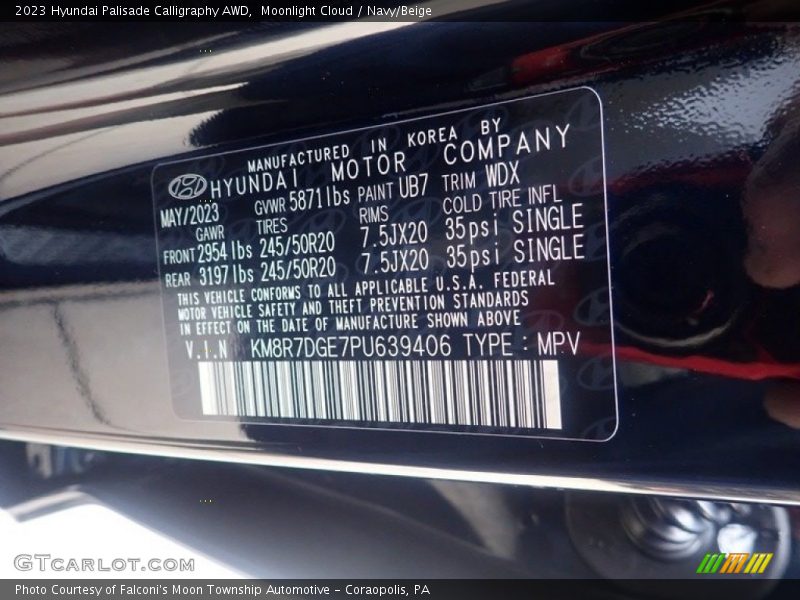 2023 Hyundai Palisade Calligraphy AWD,  Moonlight Cloud / Navy/Beige
MANUFACTURED IN KOREA BY
HYUNDAI MOTOR COMPANY
MAY/2023 GVWR 5871lbs PAINT UB7 TRIM WDX
GAWR TIRES RIMS COLD TIRE INFL
FRONT 2954lbs 245/50R20 7.5JX20 35psi SINGLE
REAR 3197lbs 245/50R20 7.5JX20 35psi SINGLE
THIS VEHICLE CONFORMS TO ALL APPLICABLE U.S.A. FEDERAL
MOTOR VEHICLE SAFETY AND THEFT PREVENTION STANDARDS
IN EFFECT ON THE DATE OF MANUFACTURE SHOWN ABOVE
V.I.N KM8R7DGE7PU639406 TYPE : MPV
GTCARLOT.COM
Photo Courtesy of Falconi's Moon Township Automotive – Coraopolis, PA